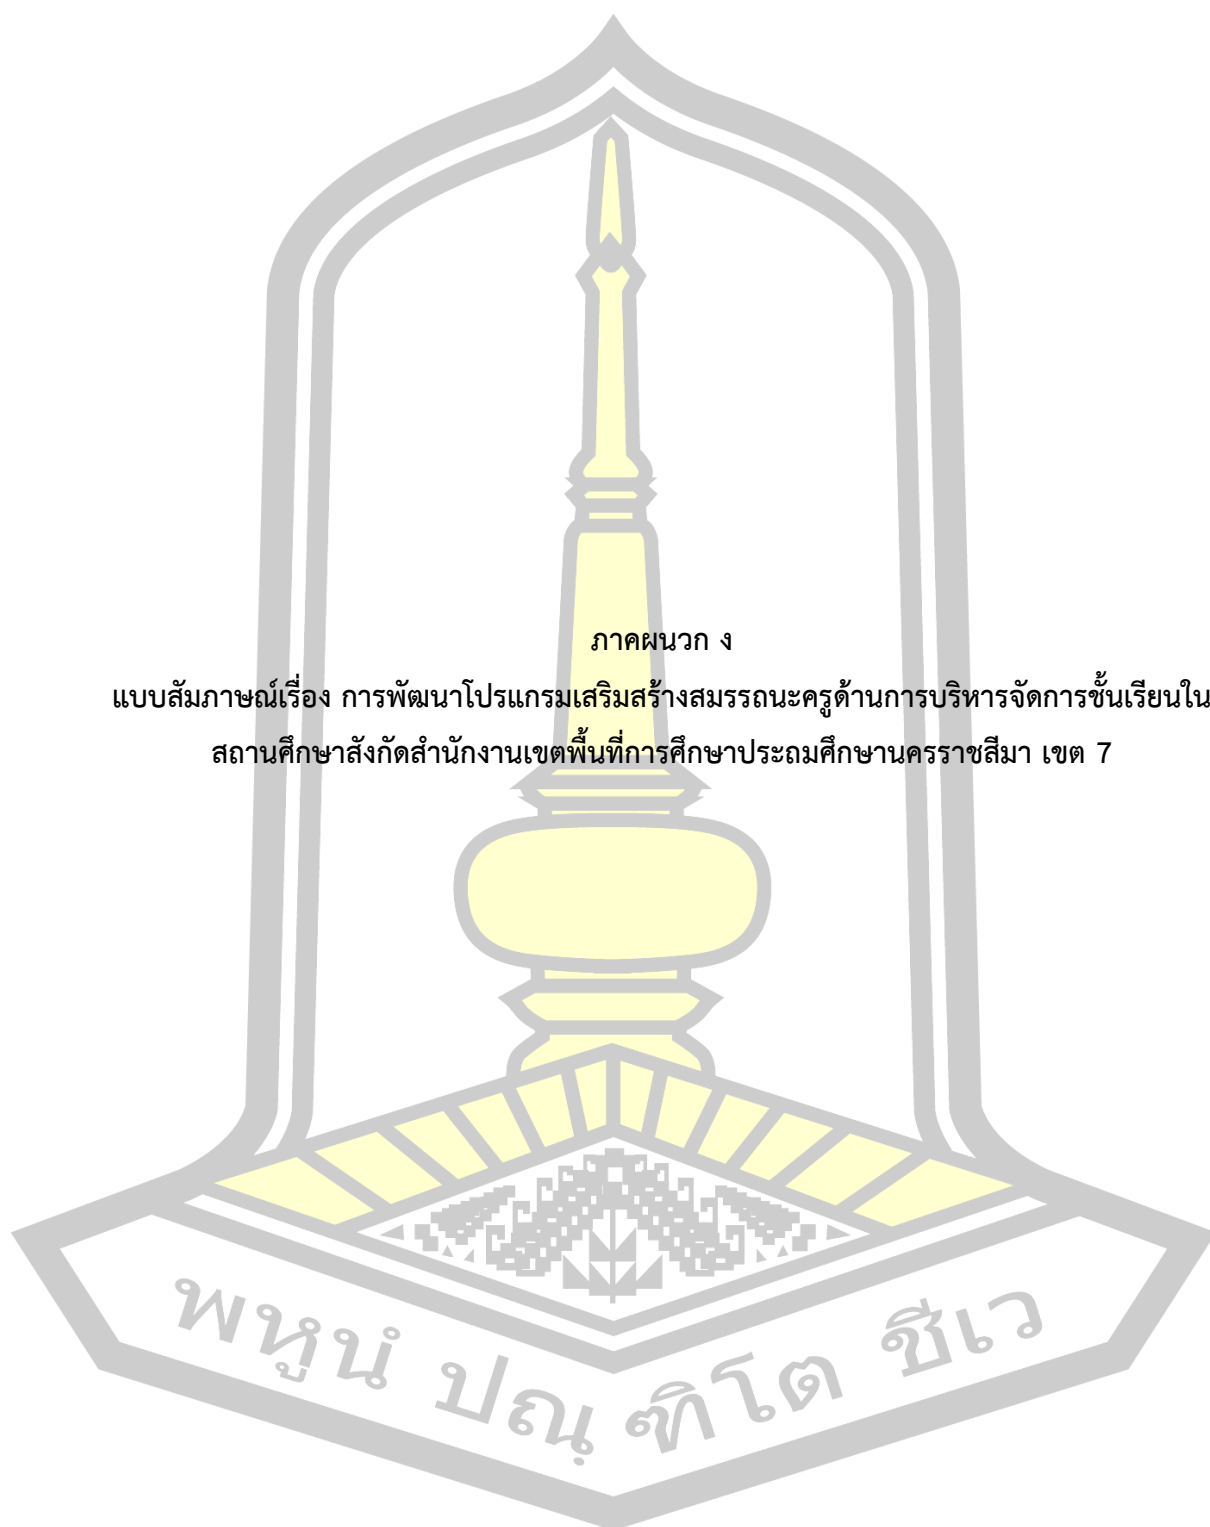 ภาคผนวก ง
แบบสัมภาษณ์เรื่อง การพัฒนาโปรแกรมเสริมสร้างสมรรถนะครูด้านการบริหารจัดการชั้นเรียนใน
สถานศึกษาสังกัดสำนักงานเขตพื้นที่การศึกษาประถมศึกษานครราชสีมา เขต 7
พหูนํ ปณฺฑิโต ชีเว